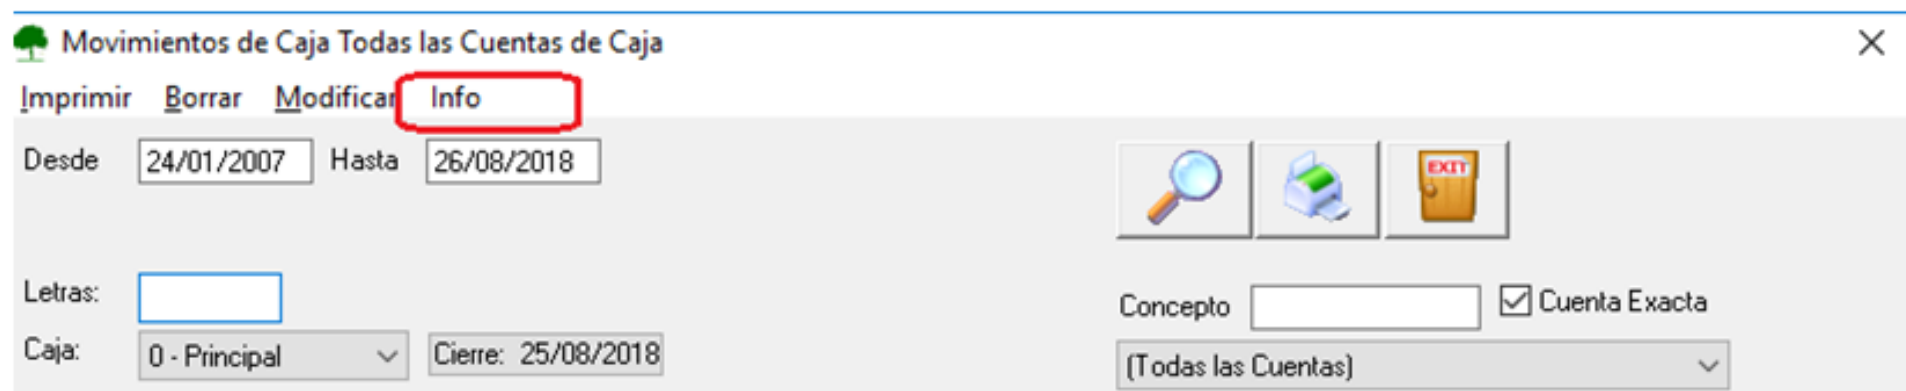 Movimientos de Caja Todas las Cuentas de Caja
Imprimir Borrar Modificar Info
Desde 24/01/2007 Hasta 26/08/2018
EXIT
Letras:
Concepto Cuenta Exacta
Caja: 0 - Principal Cierre: 25/08/2018
(Todas las Cuentas)